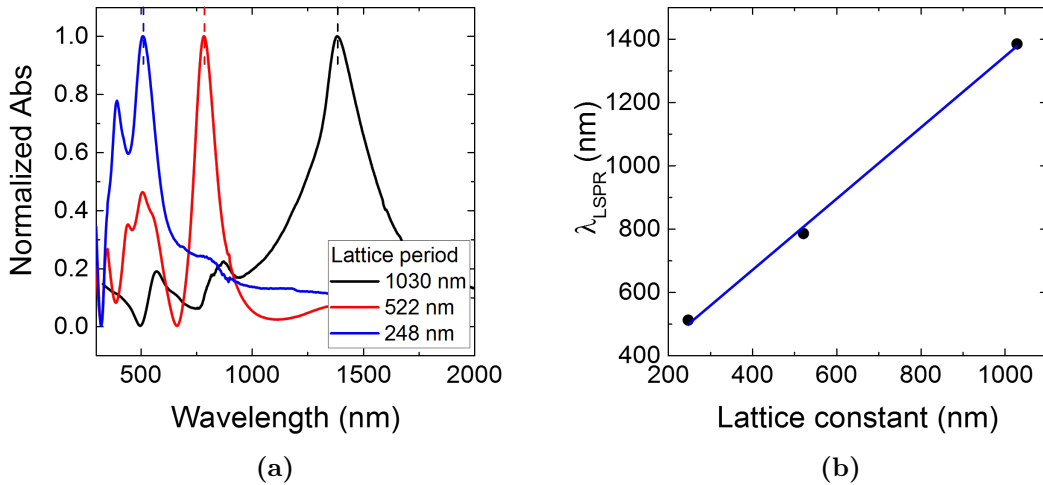 1.0
0.8
0.6
0.4
0.2
0.0
Normalized Abs
Lattice period
1030 nm
522 nm
248 nm
500 1000 1500 2000
Wavelength (nm)
(a)
1400
1200
1000
800
600
400
λLSPR (nm)
200 400 600 800 1000
Lattice constant (nm)
(b)